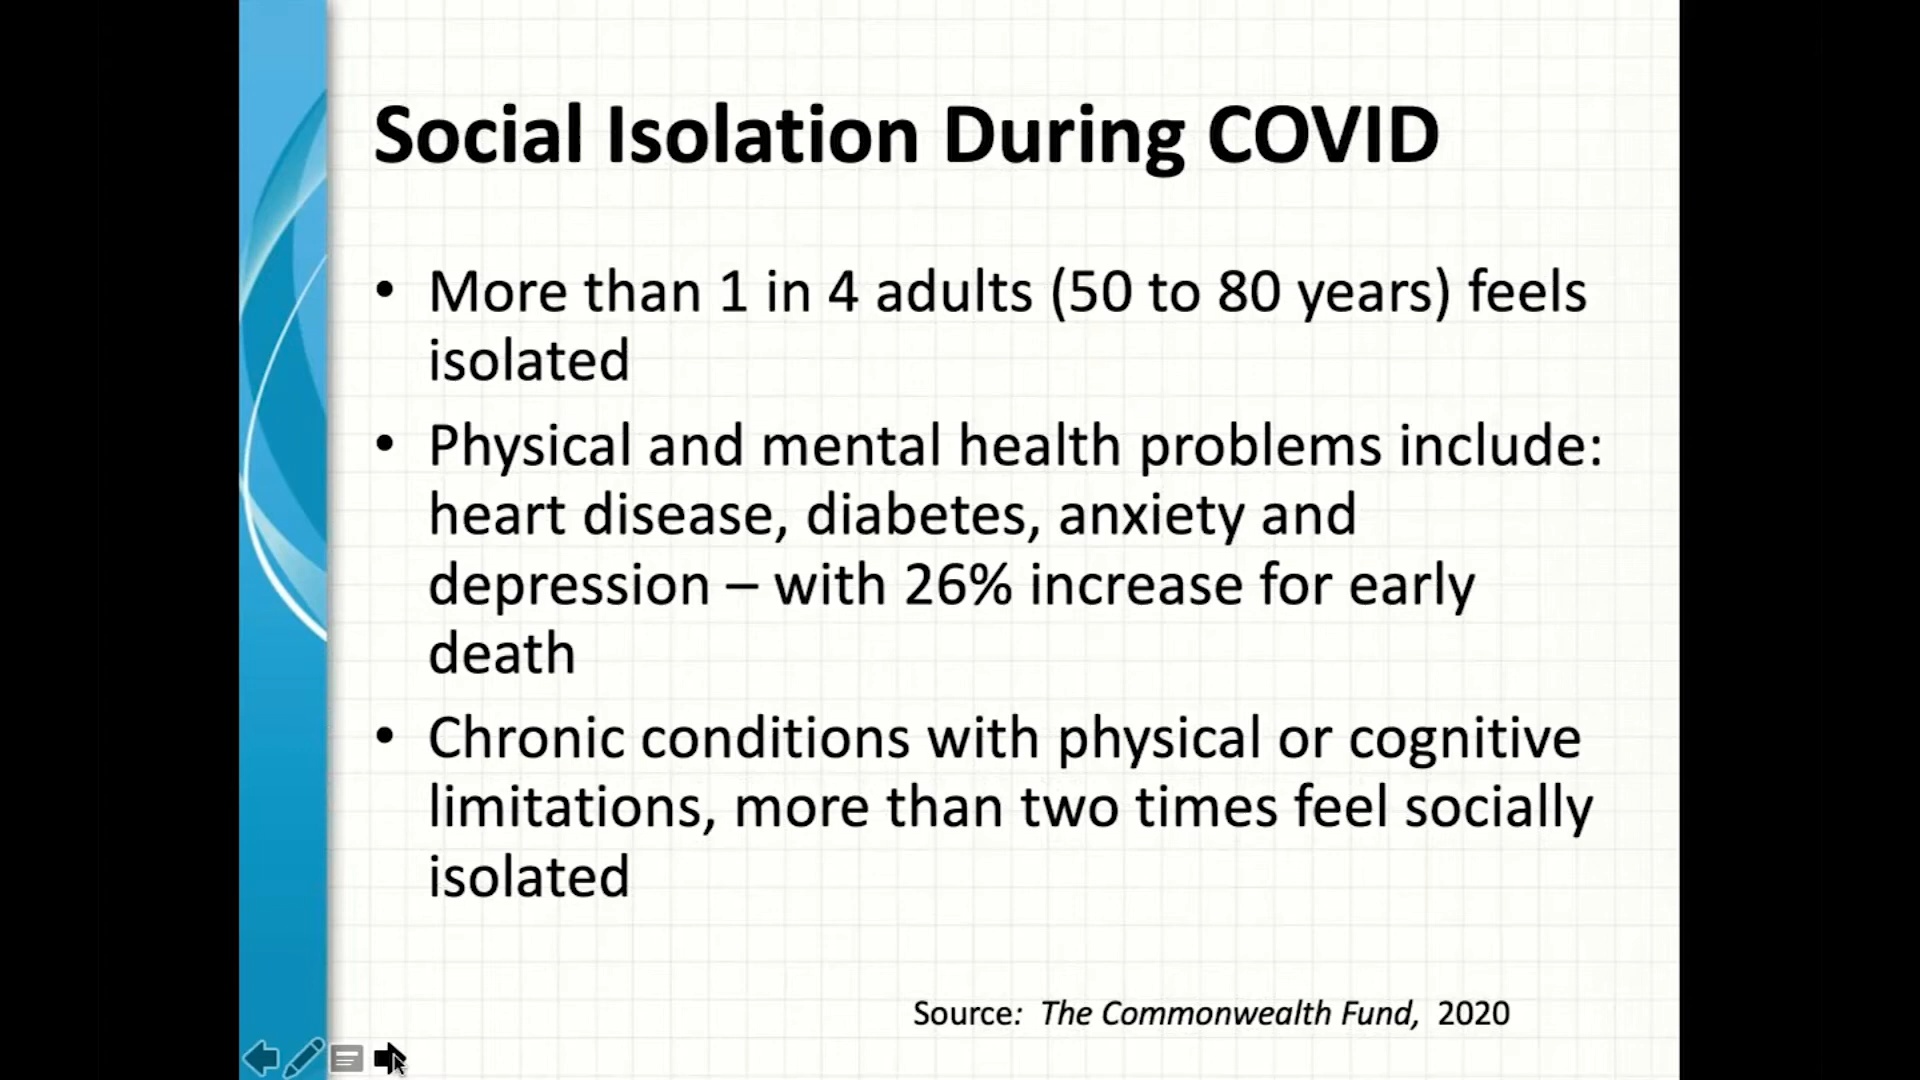 Social Isolation During COVID
• More than 1 in 4 adults (50 to 80 years) feels
isolated
• Physical and mental health problems include:
heart disease, diabetes, anxiety and
depression – with 26% increase for early
death
• Chronic conditions with physical or cognitive
limitations, more than two times feel socially
isolated
Source: The Commonwealth Fund, 2020